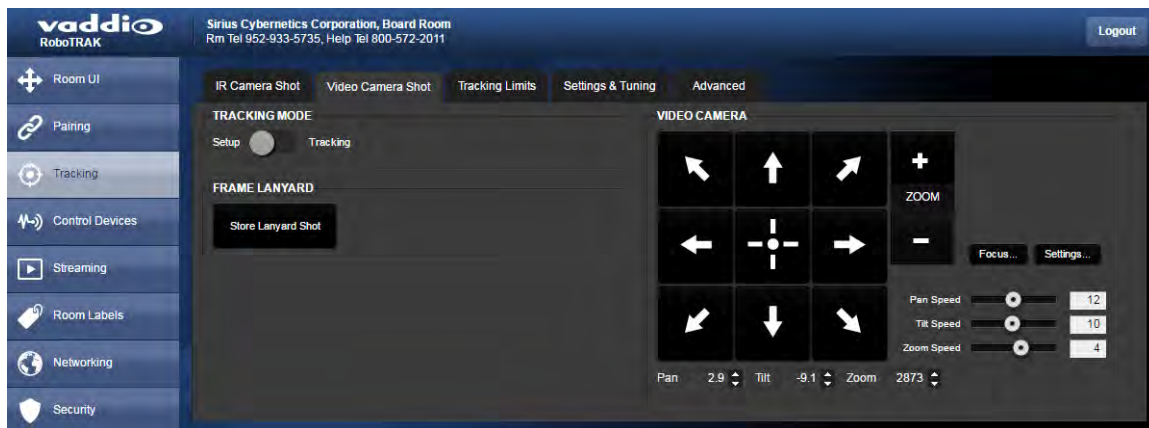 vaddio
RoboTRAK
Sirius Cybernetics Corporation, Board Room
Rm Tel 952-933-5735, Help Tel 800-572-2011
Logout
Room UI
Pairing
Tracking
Control Devices
Streaming
Room Labels
Networking
Security
IR Camera Shot
Video Camera Shot
Tracking Limits
Settings & Tuning
Advanced
TRACKING MODE
Setup
Tracking
FRAME LANYARD
Store Lanyard Shot
VIDEO CAMERA
+
ZOOM
-
Focus...
Settings...
Pan Speed 12
Tilt Speed 10
Zoom Speed 4
Pan 2.9 Tilt -9.1 Zoom 2873